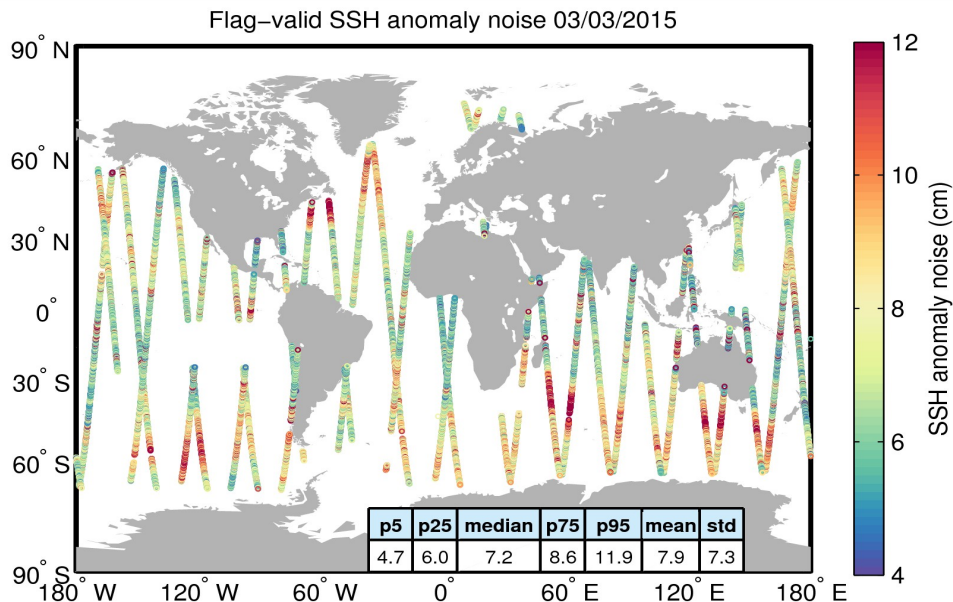 Flag−valid SSH anomaly noise 03/03/2015
90° N
60° N
30° N
0°
30° S
60° S
90° S
180° W
120° W
60° W
0°
60° E
120° E
180° E
p5 p25 median p75 p95 mean std
4.7 6.0 7.2 8.6 11.9 7.9 7.3
12
10
8
6
4
SSH anomaly noise (cm)